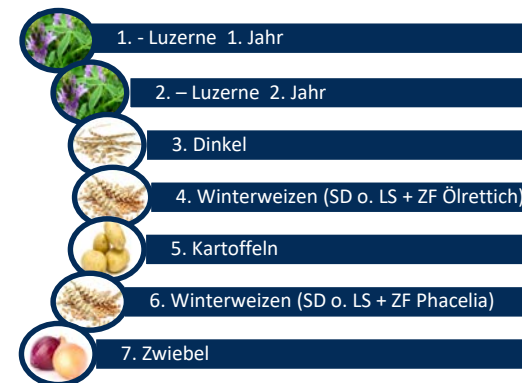 1. - Luzerne 1. Jahr
2. – Luzerne 2. Jahr
3. Dinkel
4. Winterweizen (SD o. LS + ZF Ölrettich)
5. Kartoffeln
6. Winterweizen (SD o. LS + ZF Phacelia)
7. Zwiebel